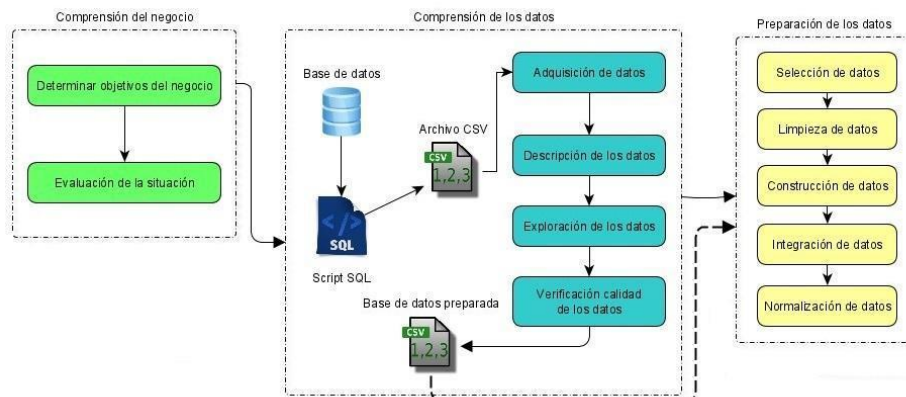 Comprensión del negocio
Determinar objetivos del negocio
Evaluación de la situación
Comprensión de los datos
Base de datos
SQL
Script SQL
Archivo CSV
CSV
1,2,3
Adquisición de datos
Descripción de los datos
Exploración de los datos
Verificación calidad
de los datos
Base de datos preparada
CSV
1,2,3
Preparación de los datos
Selección de datos
Limpieza de datos
Construcción de datos
Integración de datos
Normalización de datos